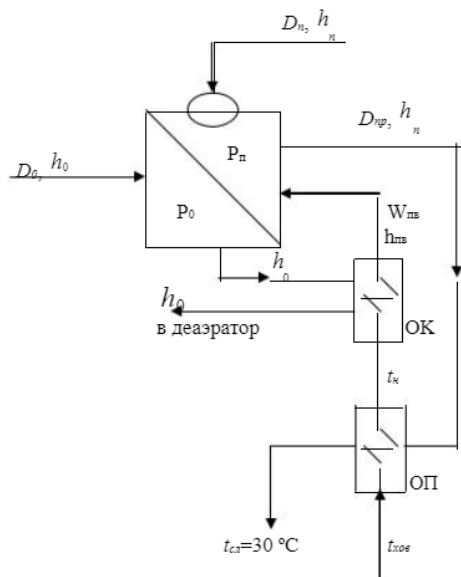 Dп, hп
Dпр, hп
Pп
D0, h0
P0
Wпв
hпв
h0
h0
в деаэратор
ОК
tн
ОП
tсл=30 °С
tхов